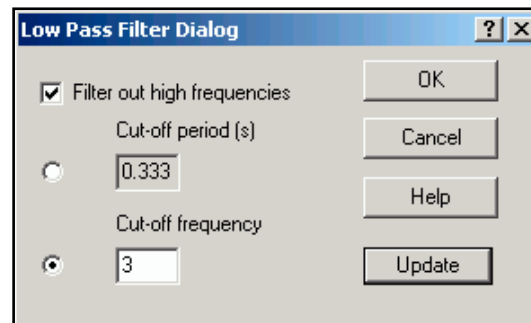 Low Pass Filter Dialog
Filter out high frequencies
Cut-off period (s)
0.333
Cut-off frequency
3
OK
Cancel
Help
Update